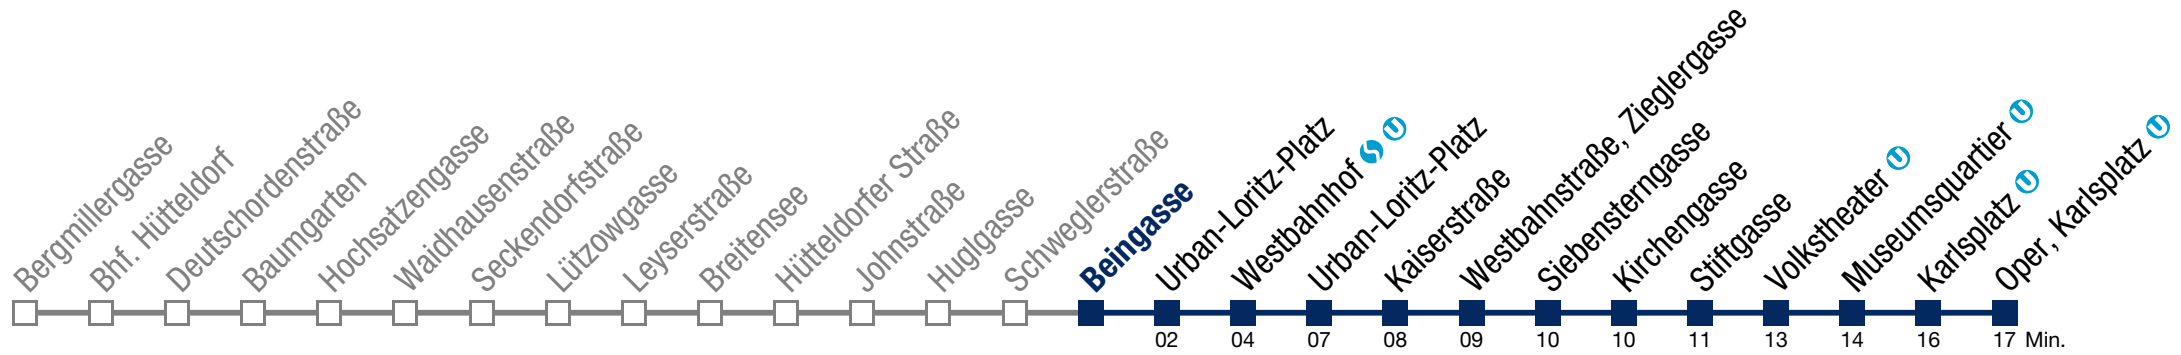 Bergmillergasse
Bhf. Hütteldorf
Deutschordenstraße
Baumgarten
Hochsatzengasse
Waidhausenstraße
Seckendorfstraße
Lützowgasse
Leyserstraße
Breitensee
Hütteldorfer Straße
Johnstraße
Huglgasse
Schweglerstraße
Beingasse
Urban-Loritz-Platz
Westbahnhof
Urban-Loritz-Platz
Kaiserstraße
Westbahnstraße, Zieglergasse
Siebensterngasse
Kirchengasse
Stiftgasse
Volkstheater U
Museumsquartier U
Karlsplatz U
Oper, Karlsplatz U
02 04 07 08 09 10 10 11 13 14 16 17 Min.